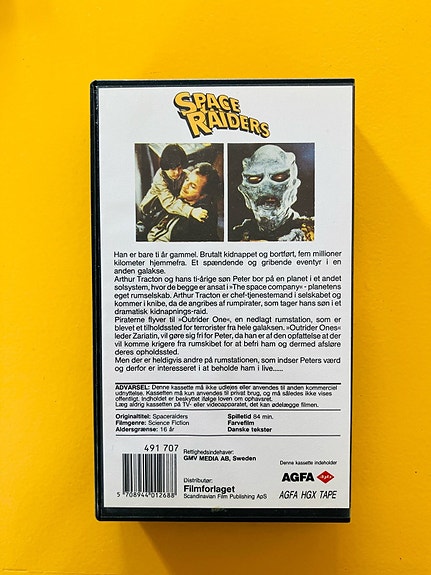 SPACE
RAIDERS
Han er bare ti år gammel. Brutalt kidnappet og bortført, fem millioner
kilometer hjemmefra. Et spændende og gribende eventyr i en
anden galakse.
Arthur Tracton og hans ti-årige søn Peter bor på en planet i et andet
solsystem, hvor de begge er ansat i »The space company« - planetens
eget rumselskab. Arthur Tracton er chef-tjenestemand i selskabet og
kommer i knibe, da de angribes af rumpirater, som tager hans søn i et
dramatisk kidnapnings-raid.
Piraterne flyver til »Outrider One«, en nedlagt rumstation, som er
blevet et tilholdssted for terrorister fra hele galaksen. »Outrider Ones«
leder Zariatin, vil gøre sig fri for Peter, da han er af den opfattelse at der
vil komme krigere fra rumskibet for at befri ham og dermed afsløre
deres opholdssted.
Men der er heldigvis andre på rumstationen, som indser Peters værd
og derfor er interesseret i at beholde ham i live......
ADVARSEL: Denne kassette må ikke udlejes eller anvendes til anden kommerciel
udnyttelse. Kassetten må kun anvendes til privat brug, og må således ikke vises
offentligt. Indholdet er beskyttet ifølge loven om ophavsret.
Læg aldrig kassetten på TV- eller videoapparatet, det kan ødelægge filmen.
Originaltitel: Spaceraiders
Spilletid 84 min.
Filmgenre: Science Fiction
Farvefilm
Aldersgrænse: 16 år
Danske tekster
491 707
Rettighedsindehaver:
GMV MEDIA AB, Sweden
Denne kassette indeholder
AGFA
Distributør:
Filmforlaget
Scandinavian Film Publishing ApS
AGFA HGX TAPE
5 708944 012688